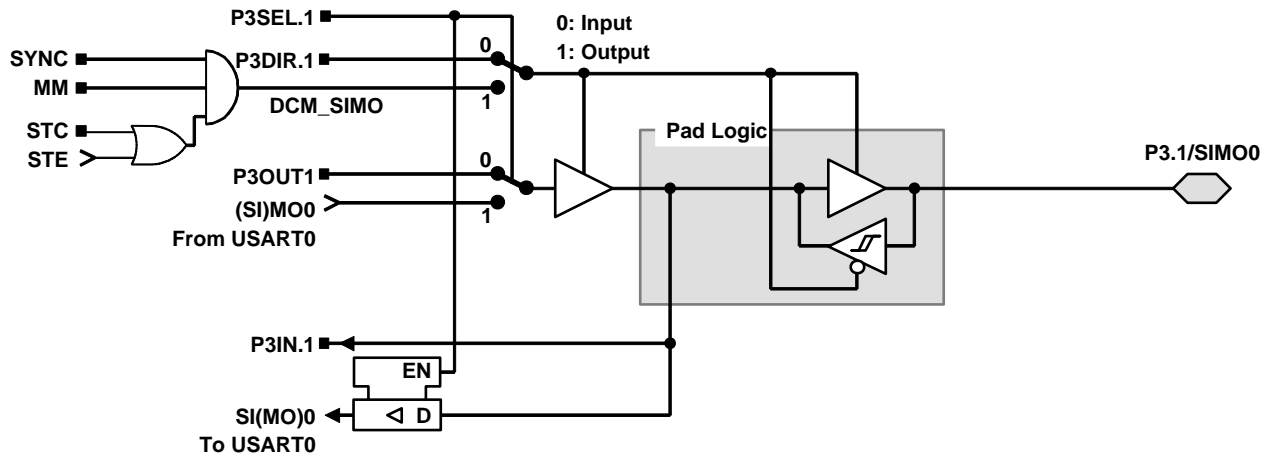 P3SEL.1
0: Input
1: Output
SYNC
P3DIR.1
0
MM
DCM_SIMO
1
STC
Pad Logic
STE
P3.1/SIMO0
0
P3OUT1
(SI)MO0
1
From USART0
P3IN.1
EN
SI(MO)0
D
To USART0